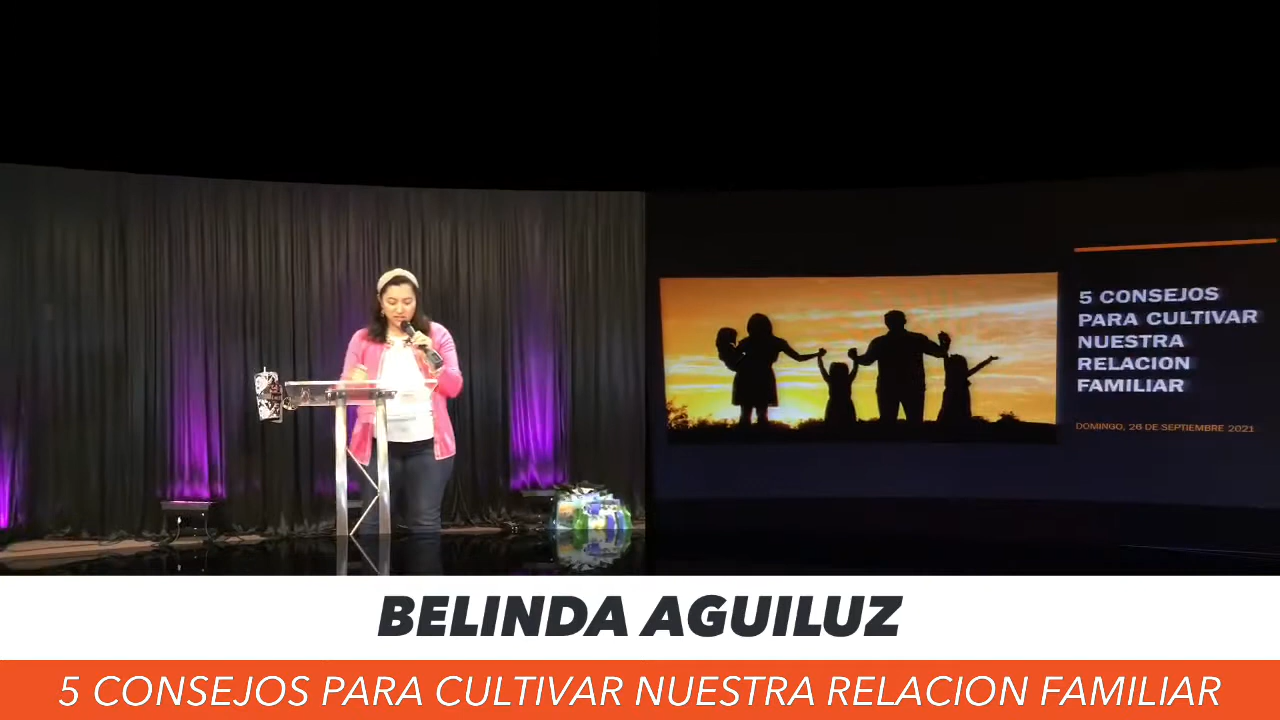 5 CONSEJOS
PARA CULTIVAR
NUESTRA
RELACION
FAMILIAR
DOMINGO, 26 DE SEPTIEMBRE 2021
BELINDA AGUILUZ
5 CONSEJOS PARA CULTIVAR NUESTRA RELACION FAMILIAR